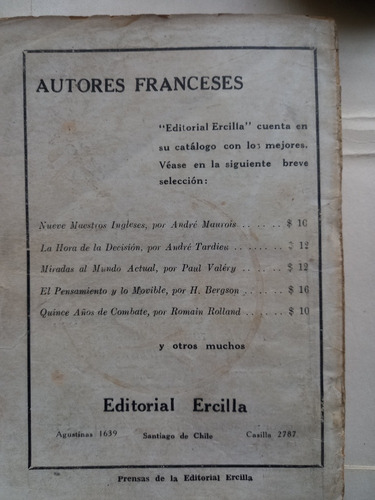 AUTORES FRANCESES
"Editorial Ercilla" cuenta en
su catálogo con los mejores.
Véase en la siguiente breve
selección:
Nueve Maestros Ingleses, por André Maurois ....... $ 10
La Hora de la Decisión, por André Tardieu ........ $ 12
Miradas al Mundo Actual, por Paul Valéry ....... $ 12
El Pensamiento y lo Movible, por H. Bergson ...... $ 16
Quince Años de Combate, por Romain Rolland ...... $ 10
y otros muchos
Editorial Ercilla
Agustinas 1639 Santiago de Chile Casilla 2787
Prensas de la Editorial Ercilla